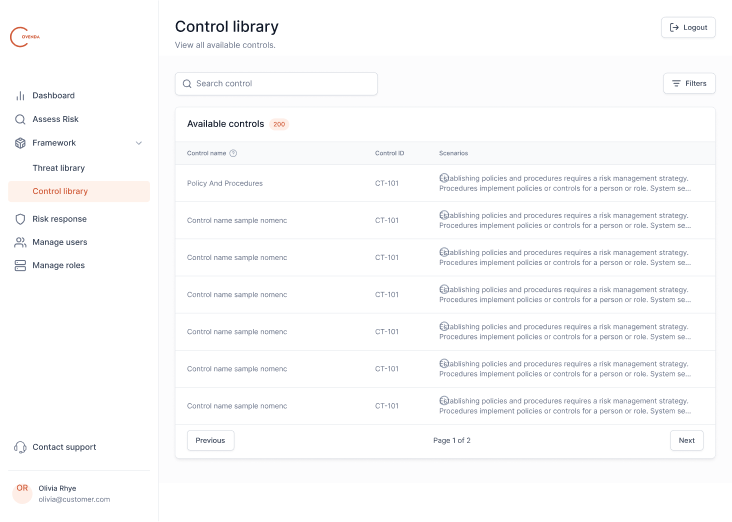 OVENDA
Control library
View all available controls.
Logout
Search control
Filters
Dashboard
Assess Risk
Framework
Threat library
Control library
Risk response
Manage users
Manage roles
Available controls 200
Control name Control ID Scenarios
Policy And Procedures CT-101 Establishing policies and procedures requires a risk management strategy.
Procedures implement policies or controls for a person or role. System se...
Control name sample nomenc CT-101 Establishing policies and procedures requires a risk management strategy.
Procedures implement policies or controls for a person or role. System se...
Control name sample nomenc CT-101 Establishing policies and procedures requires a risk management strategy.
Procedures implement policies or controls for a person or role. System se...
Control name sample nomenc CT-101 Establishing policies and procedures requires a risk management strategy.
Procedures implement policies or controls for a person or role. System se...
Control name sample nomenc CT-101 Establishing policies and procedures requires a risk management strategy.
Procedures implement policies or controls for a person or role. System se...
Control name sample nomenc CT-101 Establishing policies and procedures requires a risk management strategy.
Procedures implement policies or controls for a person or role. System se...
Control name sample nomenc CT-101 Establishing policies and procedures requires a risk management strategy.
Procedures implement policies or controls for a person or role. System se...
Previous Page 1 of 2 Next
Contact support
OR
Olivia Rhye
olivia@customer.com